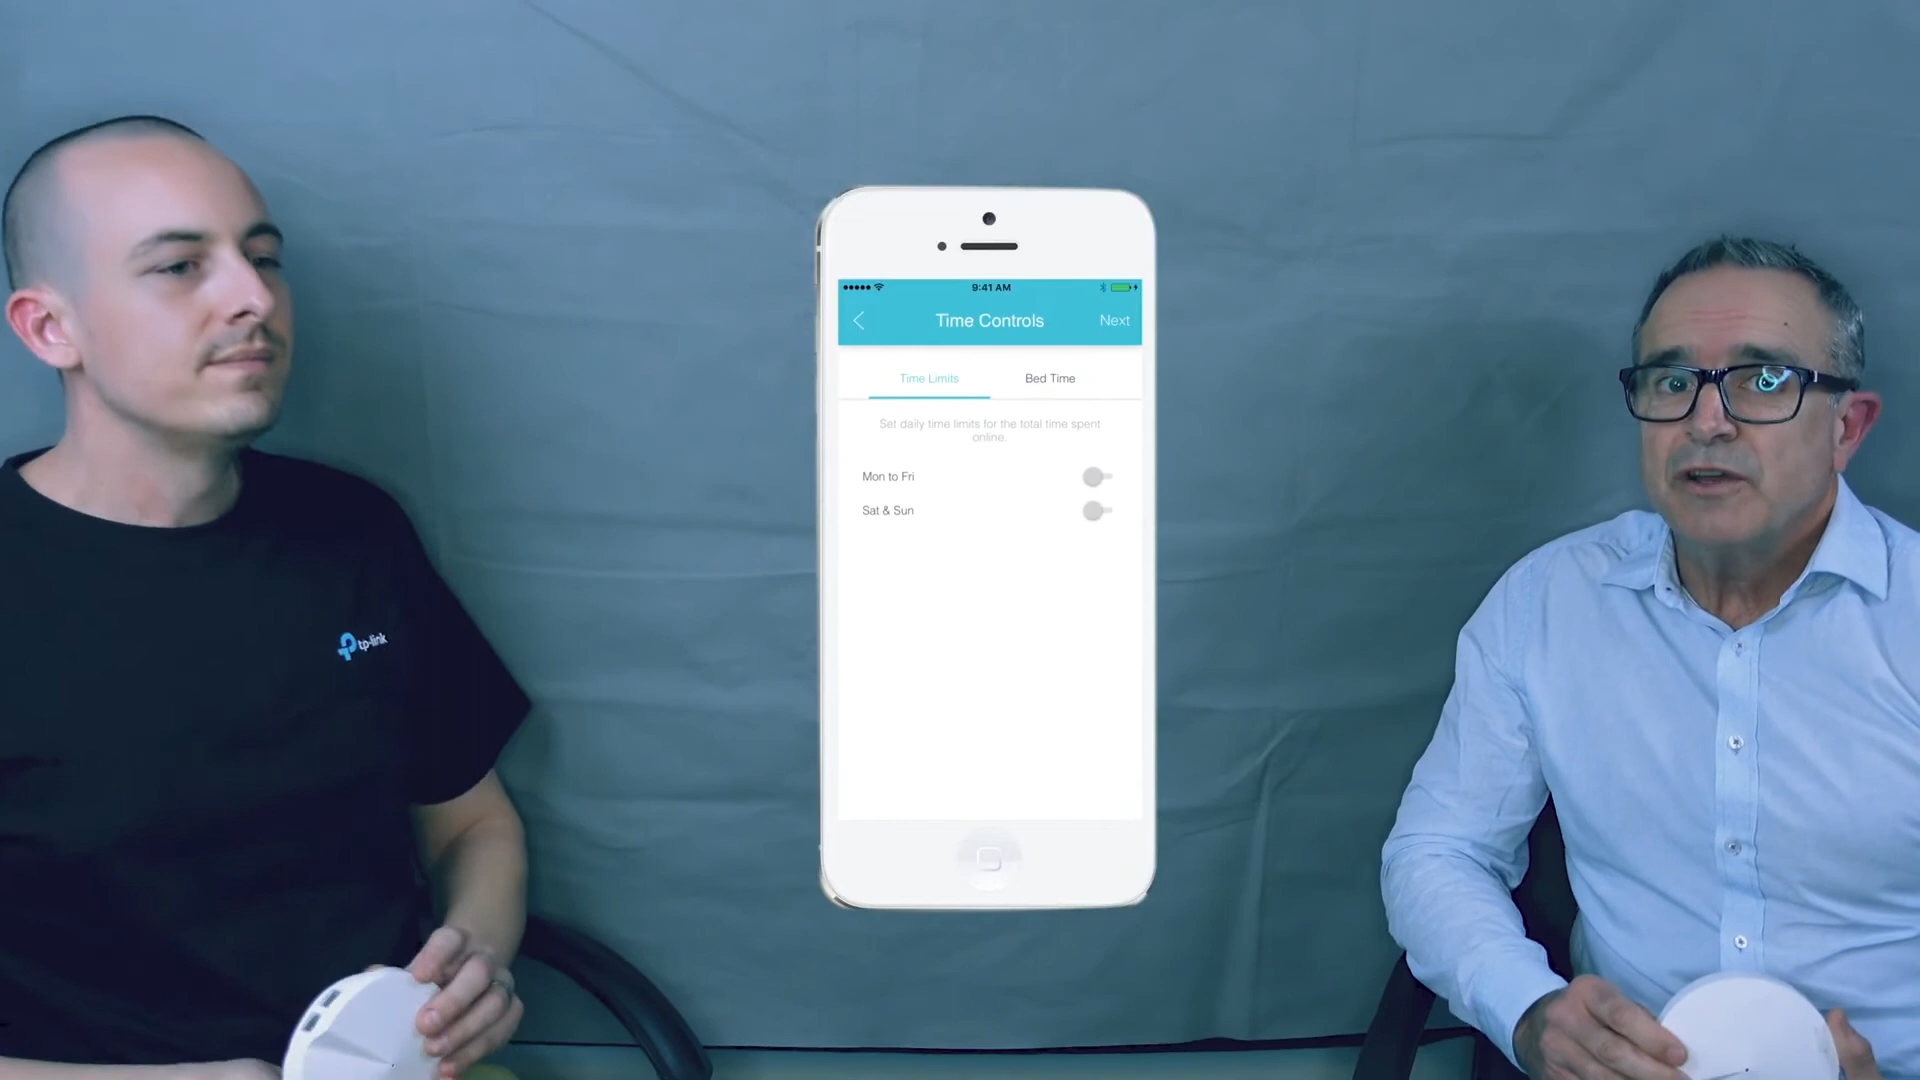 9:41 AM
Time Controls
Next
Time Limits
Bed Time
Set daily time limits for the total time spent
online.
Mon to Fri
Sat & Sun
tp-link